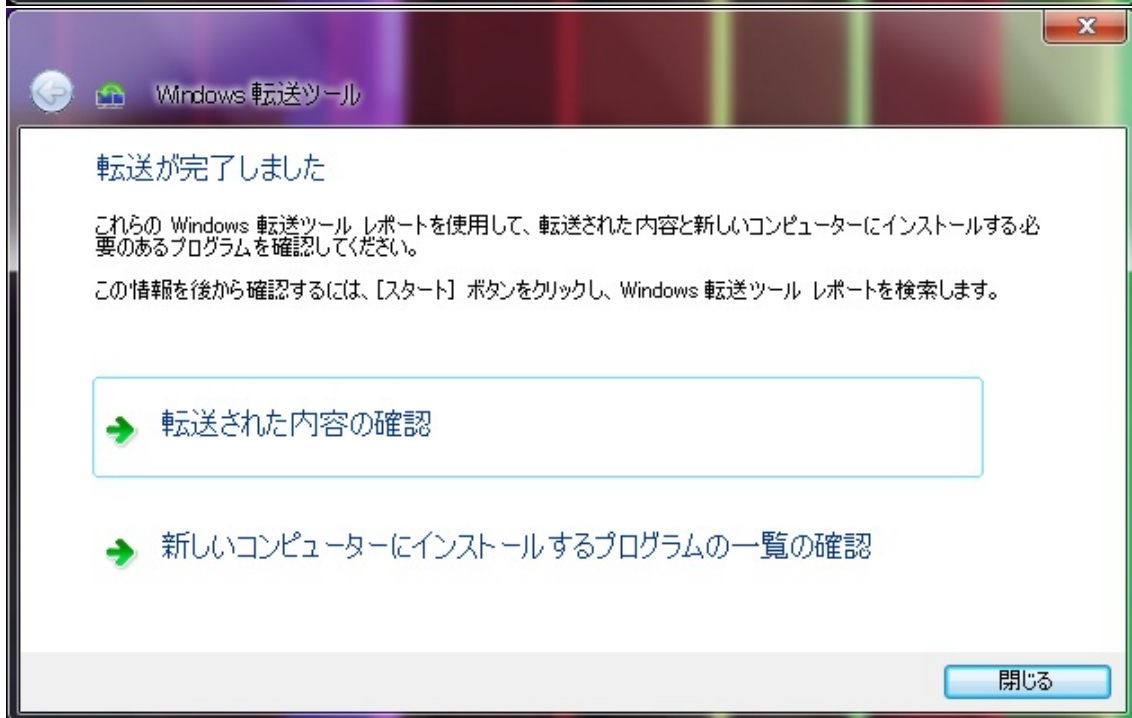 Windows 転送ツール
転送が完了しました
これらの Windows 転送ツール レポートを使用して、転送された内容と新しいコンピューターにインストールする必
要のあるプログラムを確認してください。
この情報を後から確認するには、[スタート] ボタンをクリックし、Windows 転送ツール レポートを検索します。
転送された内容の確認
新しいコンピューターにインストールするプログラムの一覧の確認
閉じる